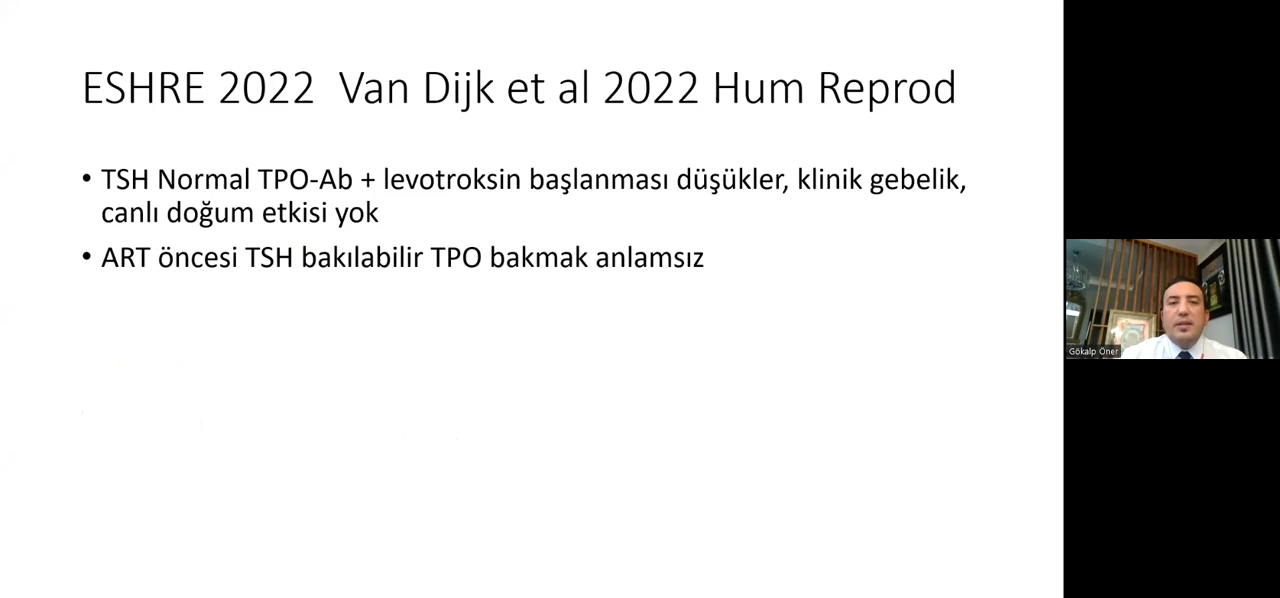 ESHRE 2022  Van Dijk et al 2022 Hum Reprod
• TSH Normal TPO-Ab + levotroksin başlanması düşükler, klinik gebelik,
canlı doğum etkisi yok
• ART öncesi TSH bakılabilir TPO bakmak anlamsız
Gökalp Öner